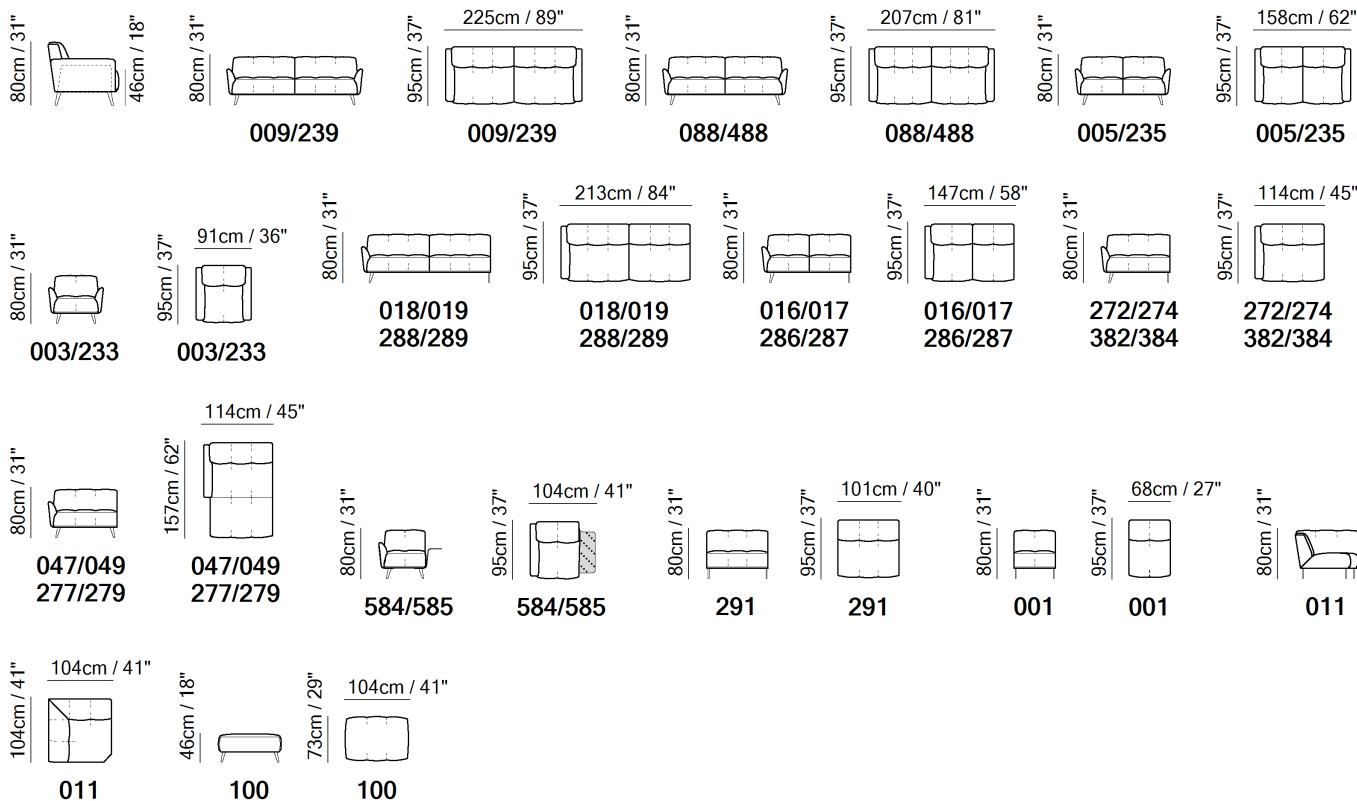 80cm / 31"
46cm / 18"
80cm / 31"
009/239
95cm / 37"
225cm / 89"
009/239
80cm / 31"
088/488
95cm / 37"
207cm / 81"
088/488
80cm / 31"
005/235
95cm / 37"
158cm / 62"
005/235
80cm / 31"
003/233
95cm / 37"
91cm / 36"
003/233
80cm / 31"
018/019
288/289
95cm / 37"
213cm / 84"
018/019
288/289
80cm / 31"
016/017
286/287
95cm / 37"
147cm / 58"
016/017
286/287
80cm / 31"
272/274
382/384
95cm / 37"
114cm / 45"
272/274
382/384
80cm / 31"
047/049
277/279
157cm / 62"
114cm / 45"
047/049
277/279
80cm / 31"
584/585
95cm / 37"
104cm / 41"
584/585
80cm / 31"
291
95cm / 37"
101cm / 40"
291
80cm / 31"
001
95cm / 37"
68cm / 27"
001
80cm / 31"
011
104cm / 41"
104cm / 41"
011
46cm / 18"
100
73cm / 29"
104cm / 41"
100